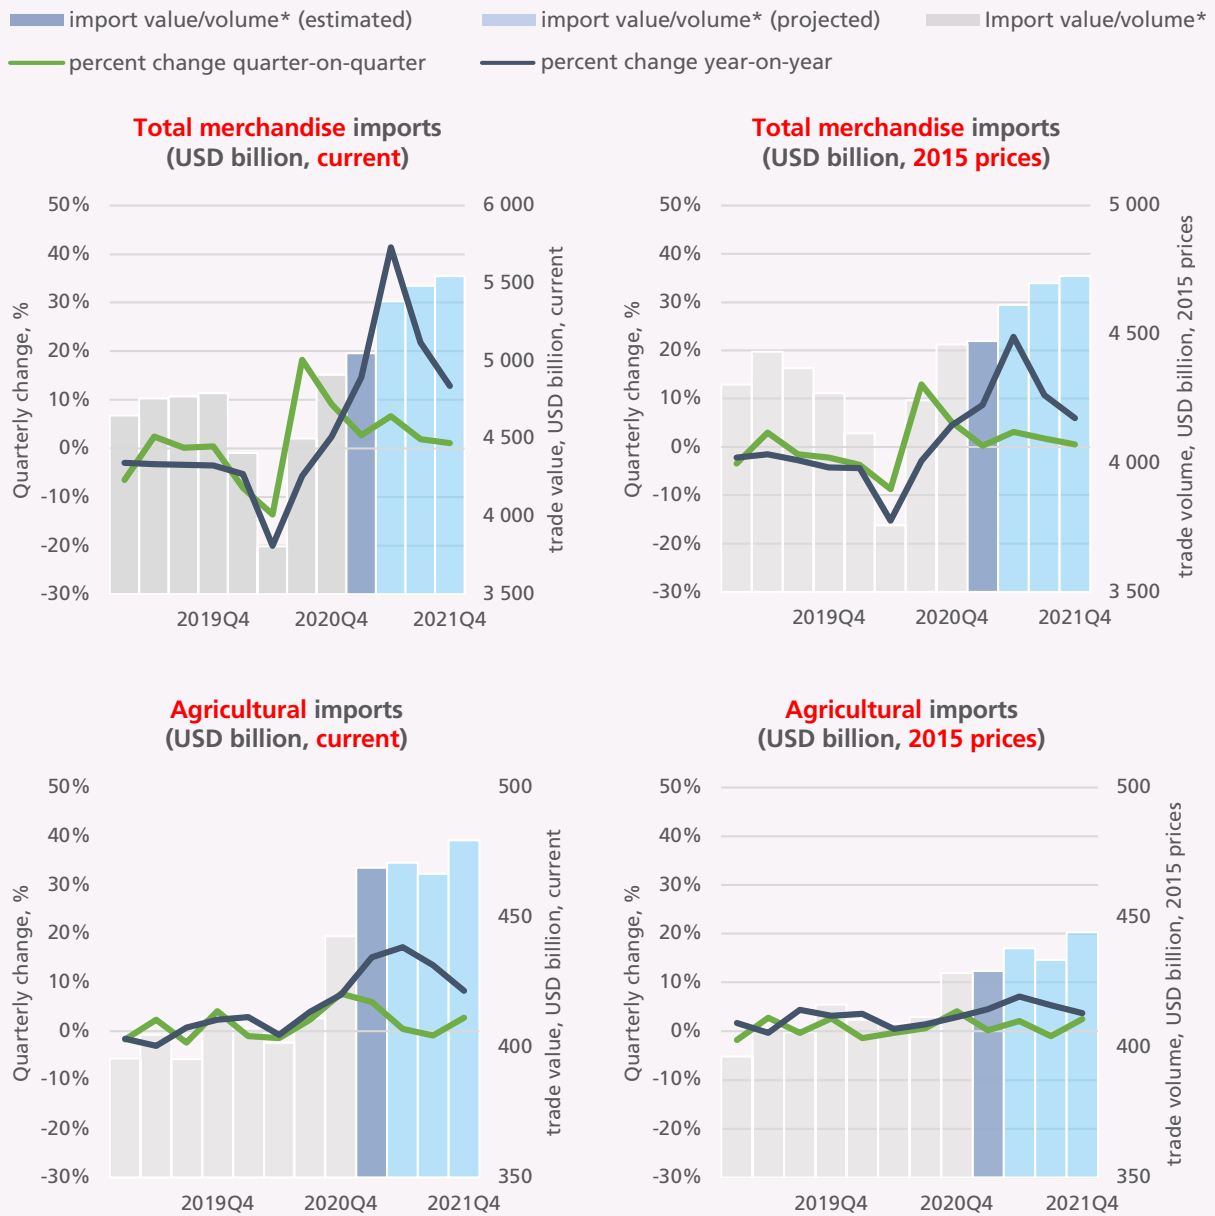 import value/volume* (estimated)
import value/volume* (projected)
Import value/volume*
percent change quarter-on-quarter
percent change year-on-year
Total merchandise imports
(USD billion, current)
50%
40%
30%
20%
10%
0%
-10%
-20%
-30%
Quarterly change, %
6 000
5 500
5 000
4 500
4 000
3 500
trade value, USD billion, current
2019Q4
2020Q4
2021Q4
Total merchandise imports
(USD billion, 2015 prices)
50%
40%
30%
20%
10%
0%
-10%
-20%
-30%
Quarterly change, %
5 000
4 500
4 000
3 500
trade volume, USD billion, 2015 prices
2019Q4
2020Q4
2021Q4
Agricultural imports
(USD billion, current)
50%
40%
30%
20%
10%
0%
-10%
-20%
-30%
Quarterly change, %
500
450
400
350
trade value, USD billion, current
2019Q4
2020Q4
2021Q4
Agricultural imports
(USD billion, 2015 prices)
50%
40%
30%
20%
10%
0%
-10%
-20%
-30%
Quarterly change, %
500
450
400
350
trade volume, USD billion, 2015 prices
2019Q4
2020Q4
2021Q4